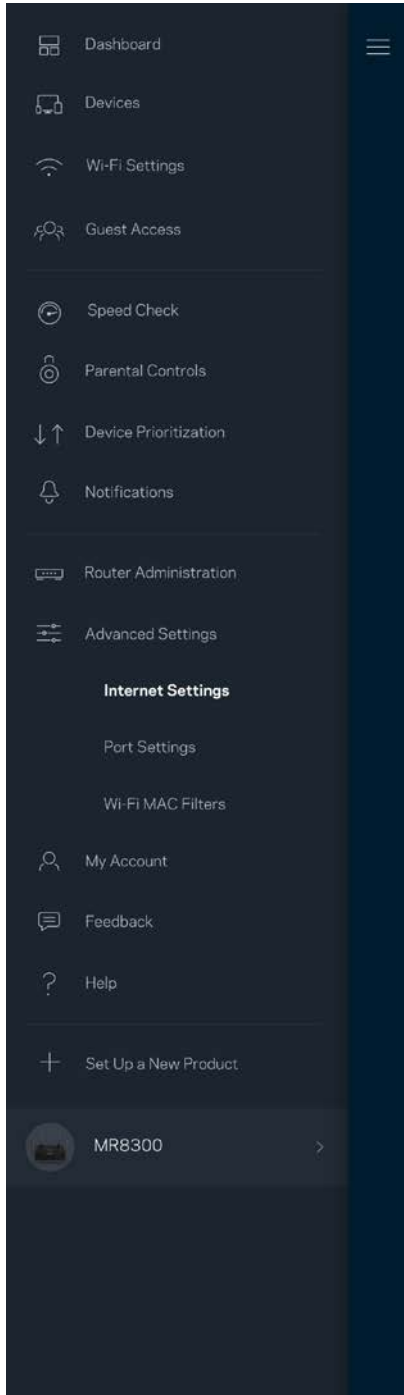 Dashboard
Devices
Wi-Fi Settings
Guest Access
Speed Check
Parental Controls
Device Prioritization
Notifications
Router Administration
Advanced Settings
Internet Settings
Port Settings
Wi-Fi MAC Filters
My Account
Feedback
Help
Set Up a New Product
MR8300